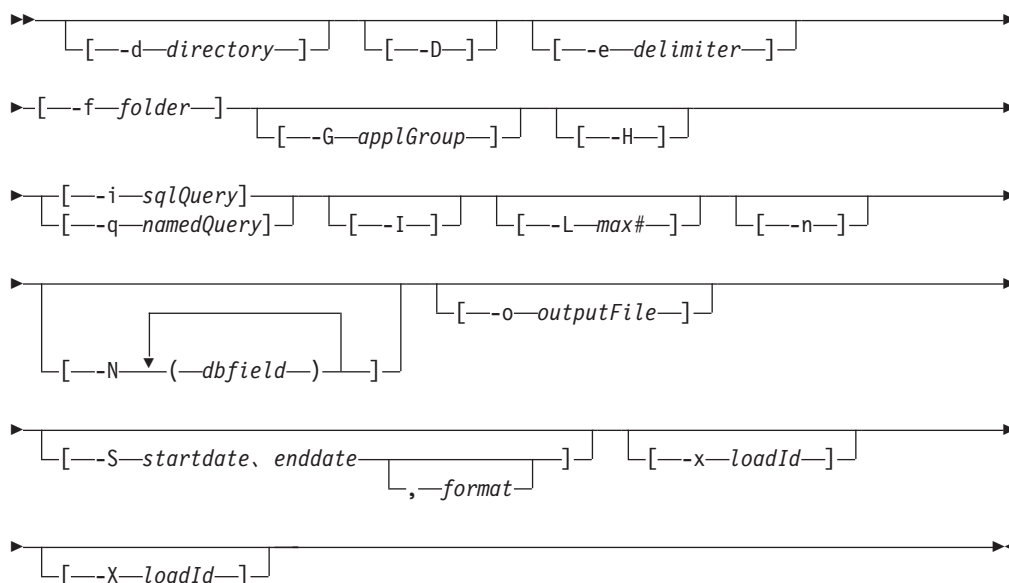 [ -d directory ] [ -D ] [ -e delimiter ]
[ -f folder ]
[ -G applGroup ] [ -H ]
[ -i sqlQuery]
[ -q namedQuery] [ -I ] [ -L max# ] [ -n ]
[ -o outputFile ]
[ -N ( dbfield ) ]
[ -S startdate、enddate ] [ -x loadId ]
, format
[ -X loadId ]